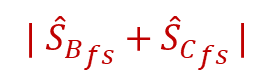 | Ŝ_{B_{fs}} + Ŝ_{C_{fs}} |